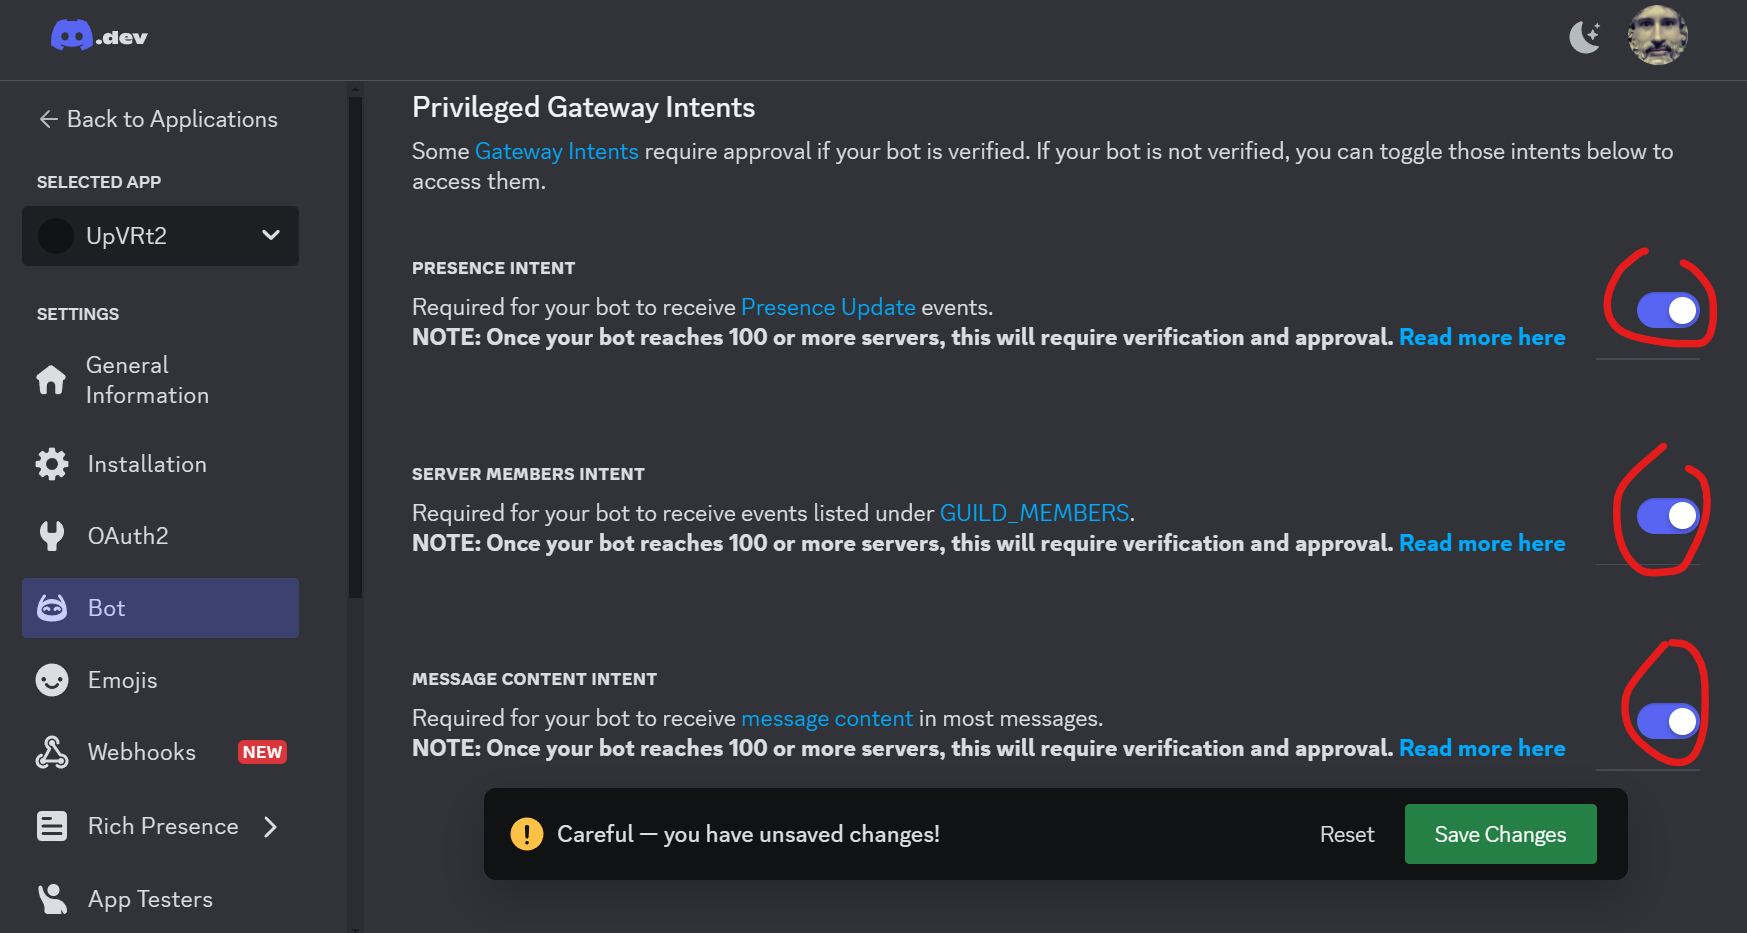 .dev
Back to Applications
SELECTED APP
UpVRt2
SETTINGS
General
Information
Installation
OAuth2
Bot
Emojis
Webhooks NEW
Rich Presence
App Testers
Privileged Gateway Intents
Some Gateway Intents require approval if your bot is verified. If your bot is not verified, you can toggle those intents below to
access them.
PRESENCE INTENT
Required for your bot to receive Presence Update events.
NOTE: Once your bot reaches 100 or more servers, this will require verification and approval. Read more here
SERVER MEMBERS INTENT
Required for your bot to receive events listed under GUILD_MEMBERS.
NOTE: Once your bot reaches 100 or more servers, this will require verification and approval. Read more here
MESSAGE CONTENT INTENT
Required for your bot to receive message content in most messages.
NOTE: Once your bot reaches 100 or more servers, this will require verification and approval. Read more here
Careful — you have unsaved changes! Reset Save Changes